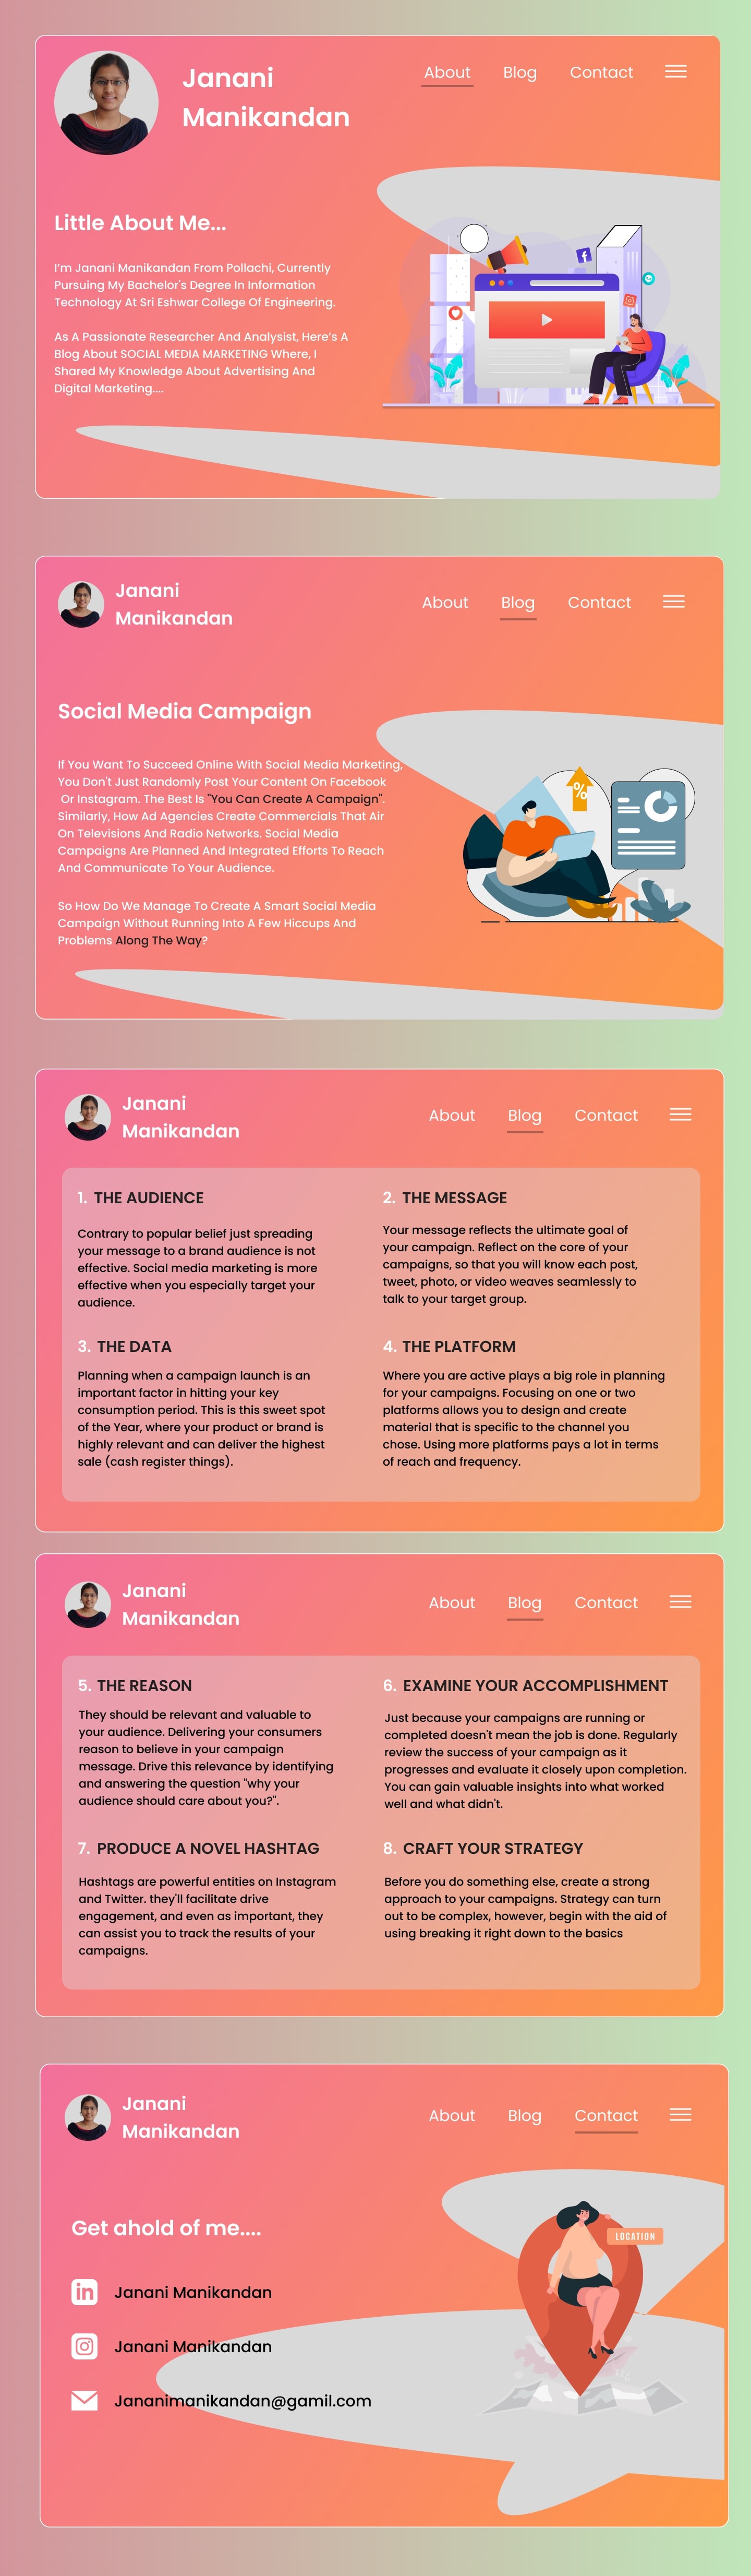 Janani
Manikandan
About Blog Contact
Little About Me...
I'm Janani Manikandan From Pollachi, Currently
Pursuing My Bachelor's Degree In Information
Technology At Sri Eshwar College Of Engineering.
As A Passionate Researcher And Analysist, Here's A
Blog About SOCIAL MEDIA MARKETING Where, I
Shared My Knowledge About Advertising And
Digital Marketing....
Janani
Manikandan
About Blog Contact
Social Media Campaign
If You Want To Succeed Online With Social Media Marketing,
You Don't Just Randomly Post Your Content On Facebook
Or Instagram. The Best Is "You Can Create A Campaign".
Similarly, How Ad Agencies Create Commercials That Air
On Televisions And Radio Networks. Social Media
Campaigns Are Planned And Integrated Efforts To Reach
And Communicate To Your Audience.
So How Do We Manage To Create A Smart Social Media
Campaign Without Running Into A Few Hiccups And
Problems Along The Way?
%
Janani
Manikandan
About Blog Contact
1. THE AUDIENCE
Contrary to popular belief just spreading
your message to a brand audience is not
effective. Social media marketing is more
effective when you especially target your
audience.
2. THE MESSAGE
Your message reflects the ultimate goal of
your campaign. Reflect on the core of your
campaigns, so that you will know each post,
tweet, photo, or video weaves seamlessly to
talk to your target group.
3. THE DATA
Planning when a campaign launch is an
important factor in hitting your key
consumption period. This is this sweet spot
of the Year, where your product or brand is
highly relevant and can deliver the highest
sale (cash register things).
4. THE PLATFORM
Where you are active plays a big role in planning
for your campaigns. Focusing on one or two
platforms allows you to design and create
material that is specific to the channel you
chose. Using more platforms pays a lot in terms
of reach and frequency.
Janani
Manikandan
About Blog Contact
5. THE REASON
They should be relevant and valuable to
your audience. Delivering your consumers
reason to believe in your campaign
message. Drive this relevance by identifying
and answering the question "why your
audience should care about you?".
6. EXAMINE YOUR ACCOMPLISHMENT
Just because your campaigns are running or
completed doesn't mean the job is done. Regularly
review the success of your campaign as it
progresses and evaluate it closely upon completion.
You can gain valuable insights into what worked
well and what didn't.
7. PRODUCE A NOVEL HASHTAG
Hashtags are powerful entities on Instagram
and Twitter. they'll facilitate drive
engagement, and even as important, they
can assist you to track the results of your
campaigns.
8. CRAFT YOUR STRATEGY
Before you do something else, create a strong
approach to your campaigns. Strategy can turn
out to be complex, however, begin with the aid of
using breaking it right down to the basics
Janani
Manikandan
About Blog Contact
Get ahold of me....
in Janani Manikandan
Janani Manikandan
Jananimanikandan@gamil.com
LOCATION